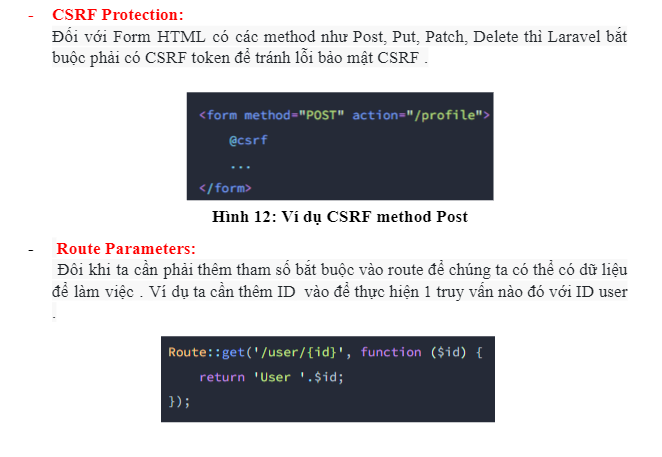 - CSRF Protection:
Đối với Form HTML có các method như Post, Put, Patch, Delete thì Laravel bắt
buộc phải có CSRF token để tránh lỗi bảo mật CSRF .
<form method="POST" action="/profile">
@csrf
...
</form>
Hình 12: Ví dụ CSRF method Post
- Route Parameters:
Đôi khi ta cần phải thêm tham số bắt buộc vào route để chúng ta có thể có dữ liệu
để làm việc . Ví dụ ta cần thêm ID vào để thực hiện 1 truy vấn nào đó với ID user
.
Route::get('/user/{id}', function ($id) {
return 'User '.$id;
});